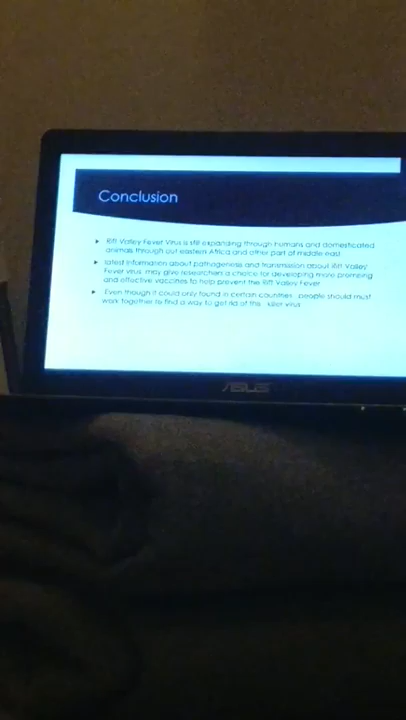 Conclusion
Rift Valley Fever Virus is still expanding through humans and domesticated
animals through out eastern Africa and other part of middle east
latest information about pathogenesis and transmission about Rift Valley
Fever virus may give researchers a choice for developing more promising
and effective vaccines to help prevent the Rift Valley Fever
Even though it could only found in certain countries , people should must
work together to find a way to get rid of this killer virus
ASUS